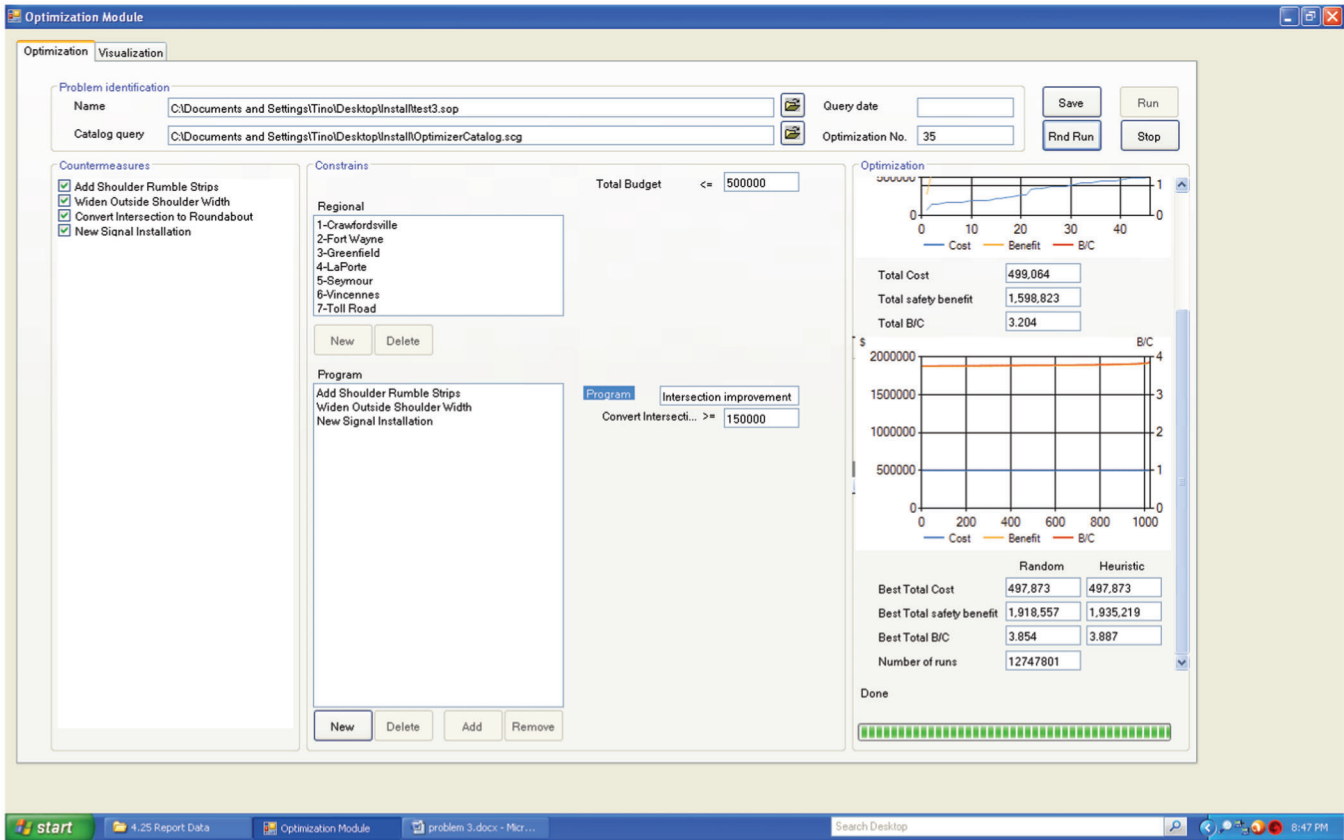 Optimization Module
Optimization Visualization
Problem identification
Name C:\Documents and Settings\Tino\Desktop\Install\test3.sop Query date Save Run
Catalog query C:\Documents and Settings\Tino\Desktop\Install\OptimizerCatalog.scg Optimization No. 35 Rnd Run Stop
Countermeasures
Add Shoulder Rumble Strips
Widen Outside Shoulder Width
Convert Intersection to Roundabout
New Signal Installation
Constrains
Total Budget <= 500000
Regional
1-Crawfordsville
2-Fort Wayne
3-Greenfield
4-LaPorte
5-Seymour
6-Vincennes
7-Toll Road
New Delete
Program
Add Shoulder Rumble Strips
Widen Outside Shoulder Width
New Signal Installation
Program Intersection improvement
Convert Intersecti... >= 150000
New Delete Add Remove
Optimization
500000 1
0 0
0 10 20 30 40
Cost Benefit B/C
Total Cost 499,064
Total safety benefit 1,598,823
Total B/C 3.204
$ B/C
2000000 4
1500000 3
1000000 2
500000 1
0 0
0 200 400 600 800 1000
Cost Benefit B/C
Random Heuristic
Best Total Cost 497,873 497,873
Best Total safety benefit 1,918,557 1,935,219
Best Total B/C 3.854 3.887
Number of runs 12747801
Done
start 4.25 Report Data Optimization Module problem 3.docx - Micr... Search Desktop 8:47 PM